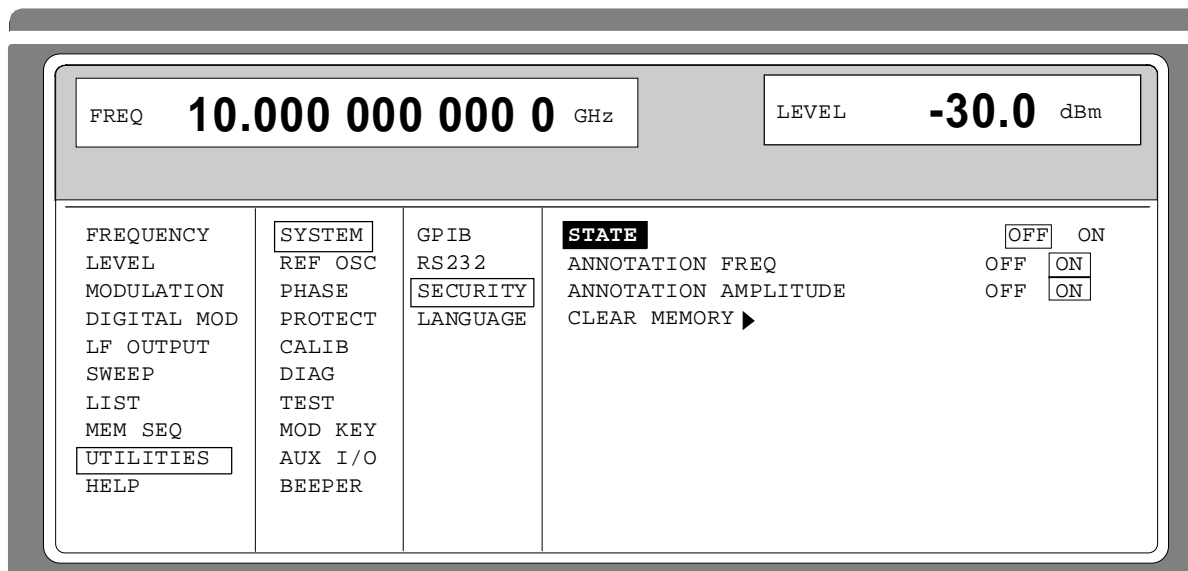 FREQ 10.000 000 000 0 GHz LEVEL -30.0 dBm
FREQUENCY SYSTEM GPIB STATE OFF ON
LEVEL REF OSC RS232 ANNOTATION FREQ OFF ON
MODULATION PHASE SECURITY ANNOTATION AMPLITUDE OFF ON
DIGITAL MOD PROTECT LANGUAGE CLEAR MEMORY
LF OUTPUT CALIB
SWEEP DIAG
LIST TEST
MEM SEQ MOD KEY
UTILITIES AUX I/O
HELP BEEPER